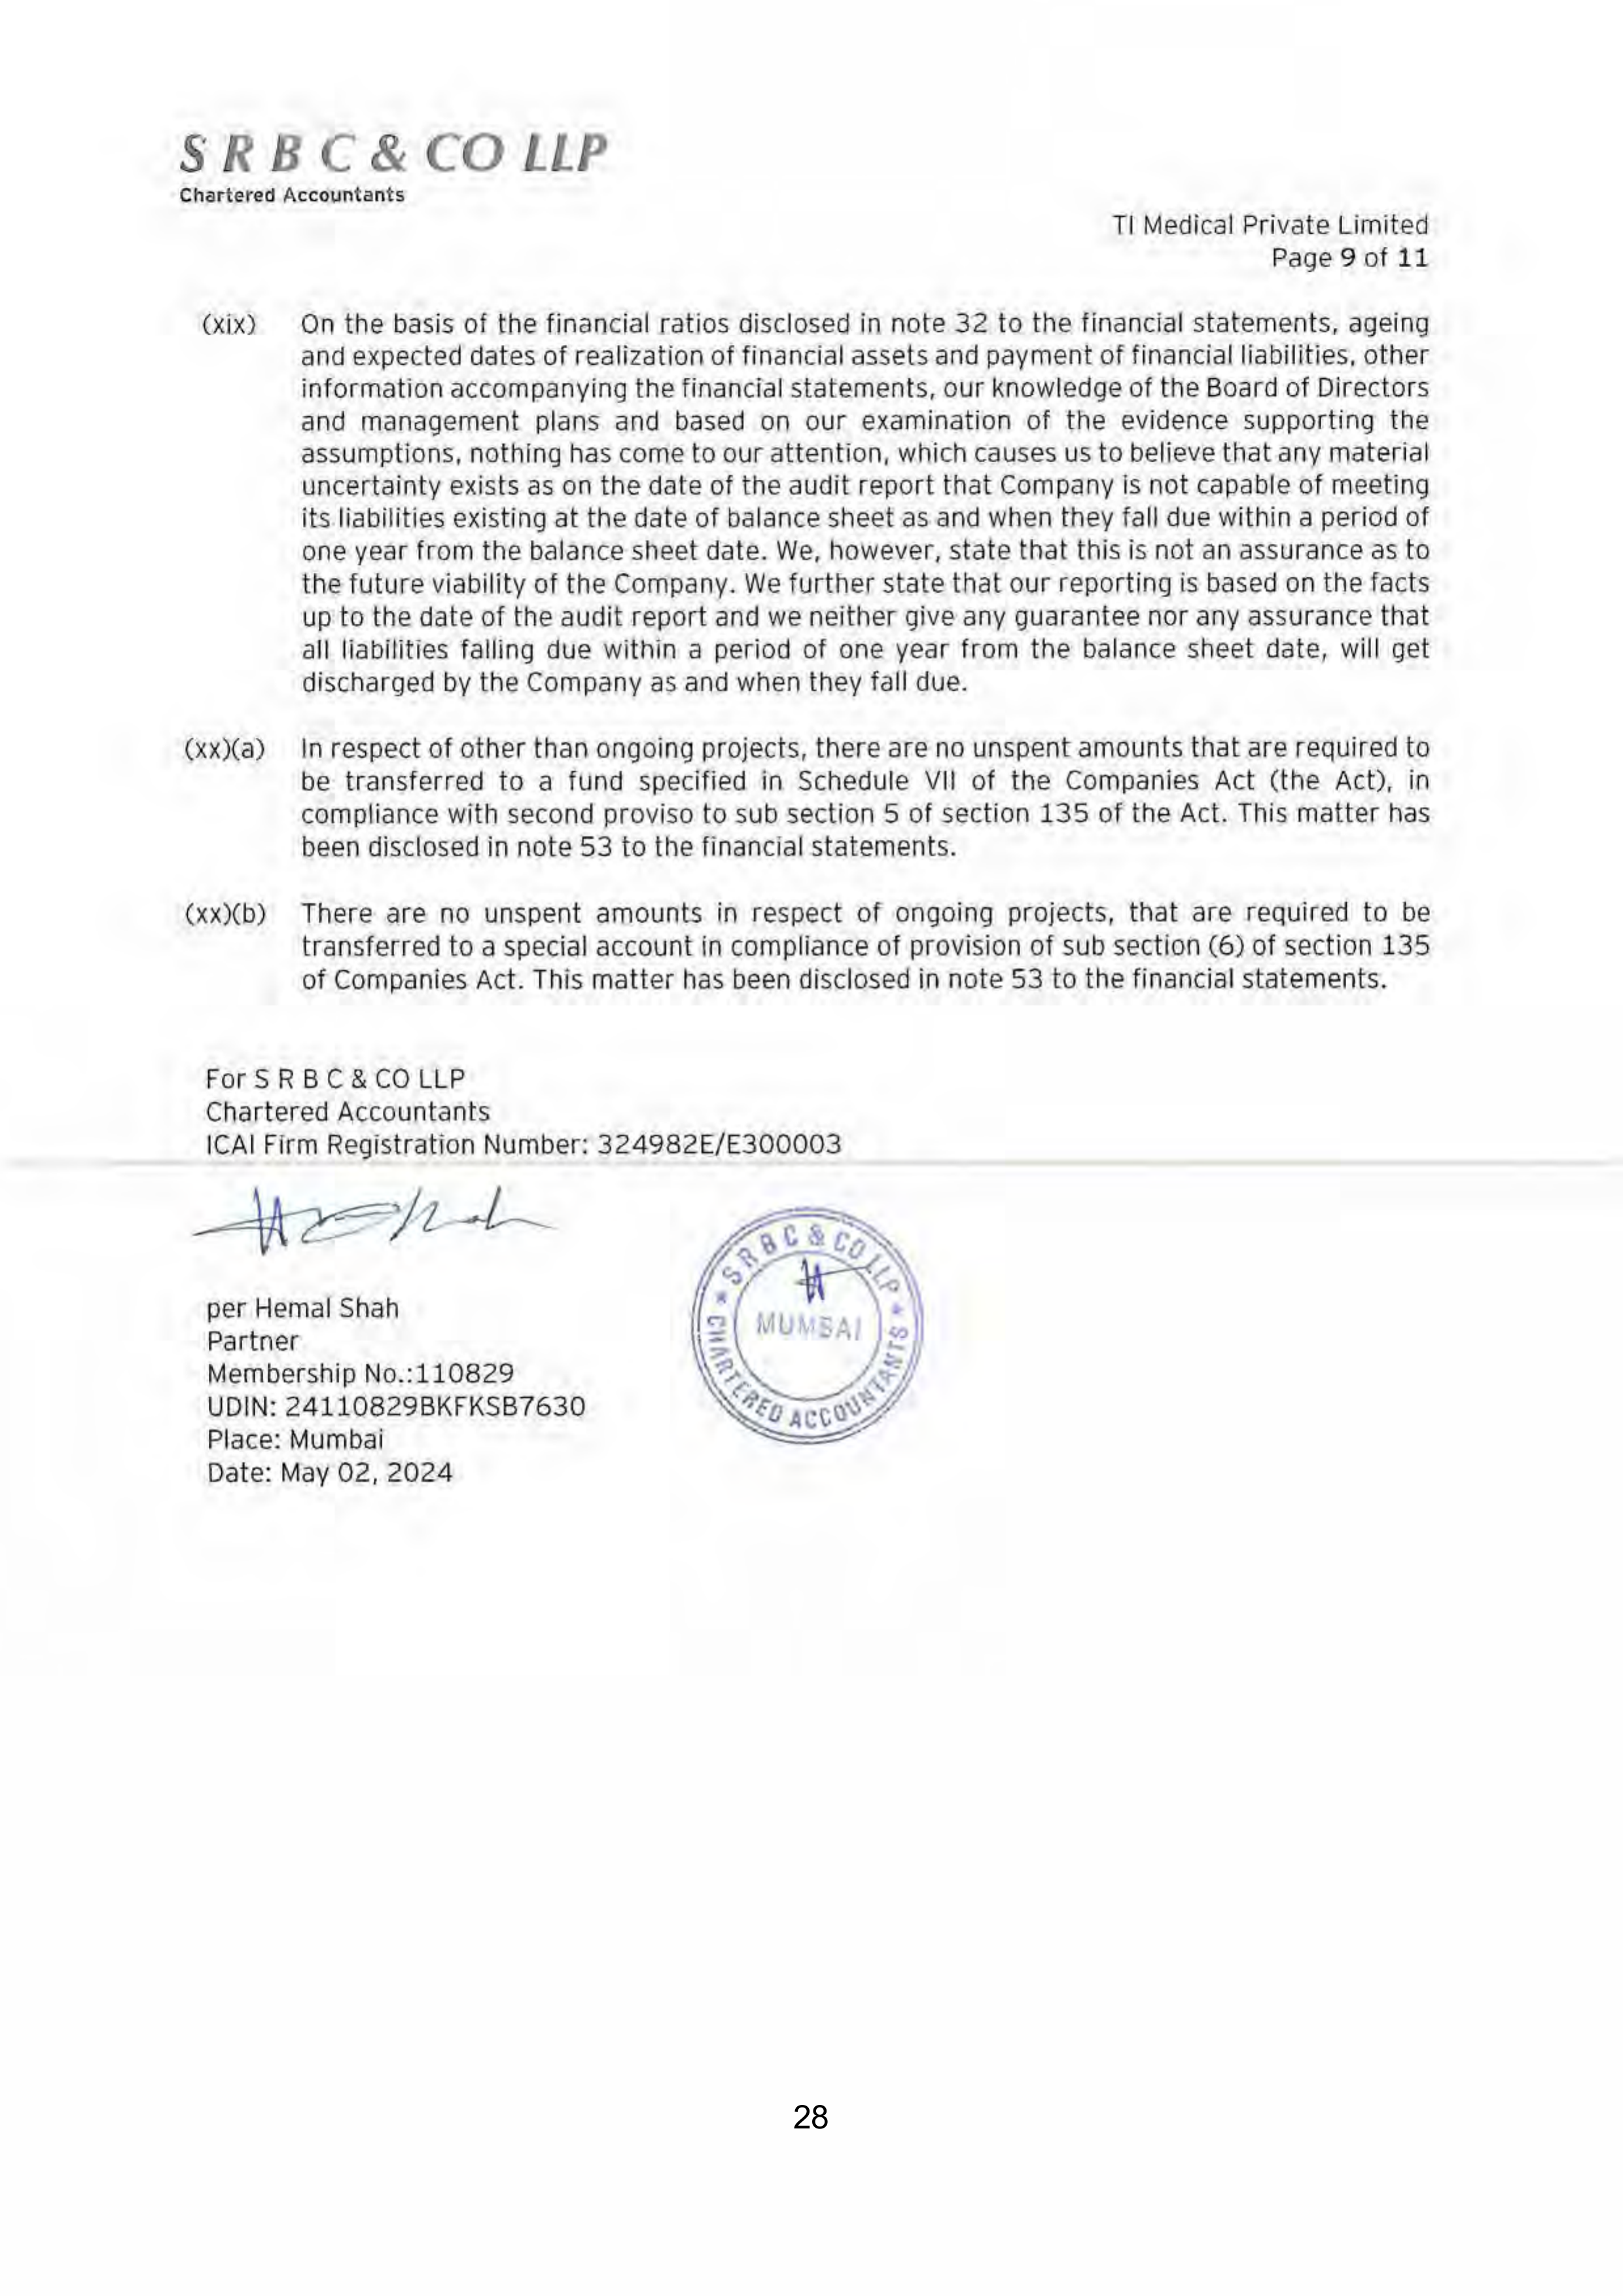 S R B C & CO LLP
Chartered Accountants
TI Medical Private Limited
Page 9 of 11
(xix) On the basis of the financial ratios disclosed in note 32 to the financial statements, ageing
and expected dates of realization of financial assets and payment of financial liabilities, other
information accompanying the financial statements, our knowledge of the Board of Directors
and management plans and based on our examination of the evidence supporting the
assumptions, nothing has come to our attention, which causes us to believe that any material
uncertainty exists as on the date of the audit report that Company is not capable of meeting
its liabilities existing at the date of balance sheet as and when they fall due within a period of
one year from the balance sheet date. We, however, state that this is not an assurance as to
the future viability of the Company. We further state that our reporting is based on the facts
up to the date of the audit report and we neither give any guarantee nor any assurance that
all liabilities falling due within a period of one year from the balance sheet date, will get
discharged by the Company as and when they fall due.
(xx)(a) In respect of other than ongoing projects, there are no unspent amounts that are required to
be transferred to a fund specified in Schedule VII of the Companies Act (the Act), in
compliance with second proviso to sub section 5 of section 135 of the Act. This matter has
been disclosed in note 53 to the financial statements.
(xx)(b) There are no unspent amounts in respect of ongoing projects, that are required to be
transferred to a special account in compliance of provision of sub section (6) of section 135
of Companies Act. This matter has been disclosed in note 53 to the financial statements.
For S R B C & CO LLP
Chartered Accountants
ICAI Firm Registration Number: 324982E/E300003
per Hemal Shah
Partner
Membership No.:110829
UDIN: 24110829BKFKSB7630
Place: Mumbai
Date: May 02, 2024
* S R B C & CO LLP *
MUMBAI
CHARTERED ACCOUNTANTS
28